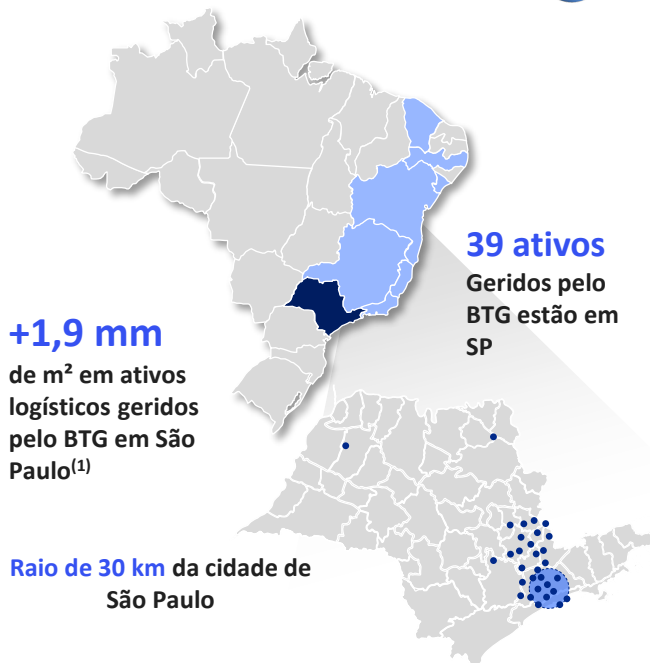 39 ativos
Geridos pelo
BTG estão em
SP
+1,9 mm
de m² em ativos
logísticos geridos
pelo BTG em São
Paulo(1)
Raio de 30 km da cidade de
São Paulo